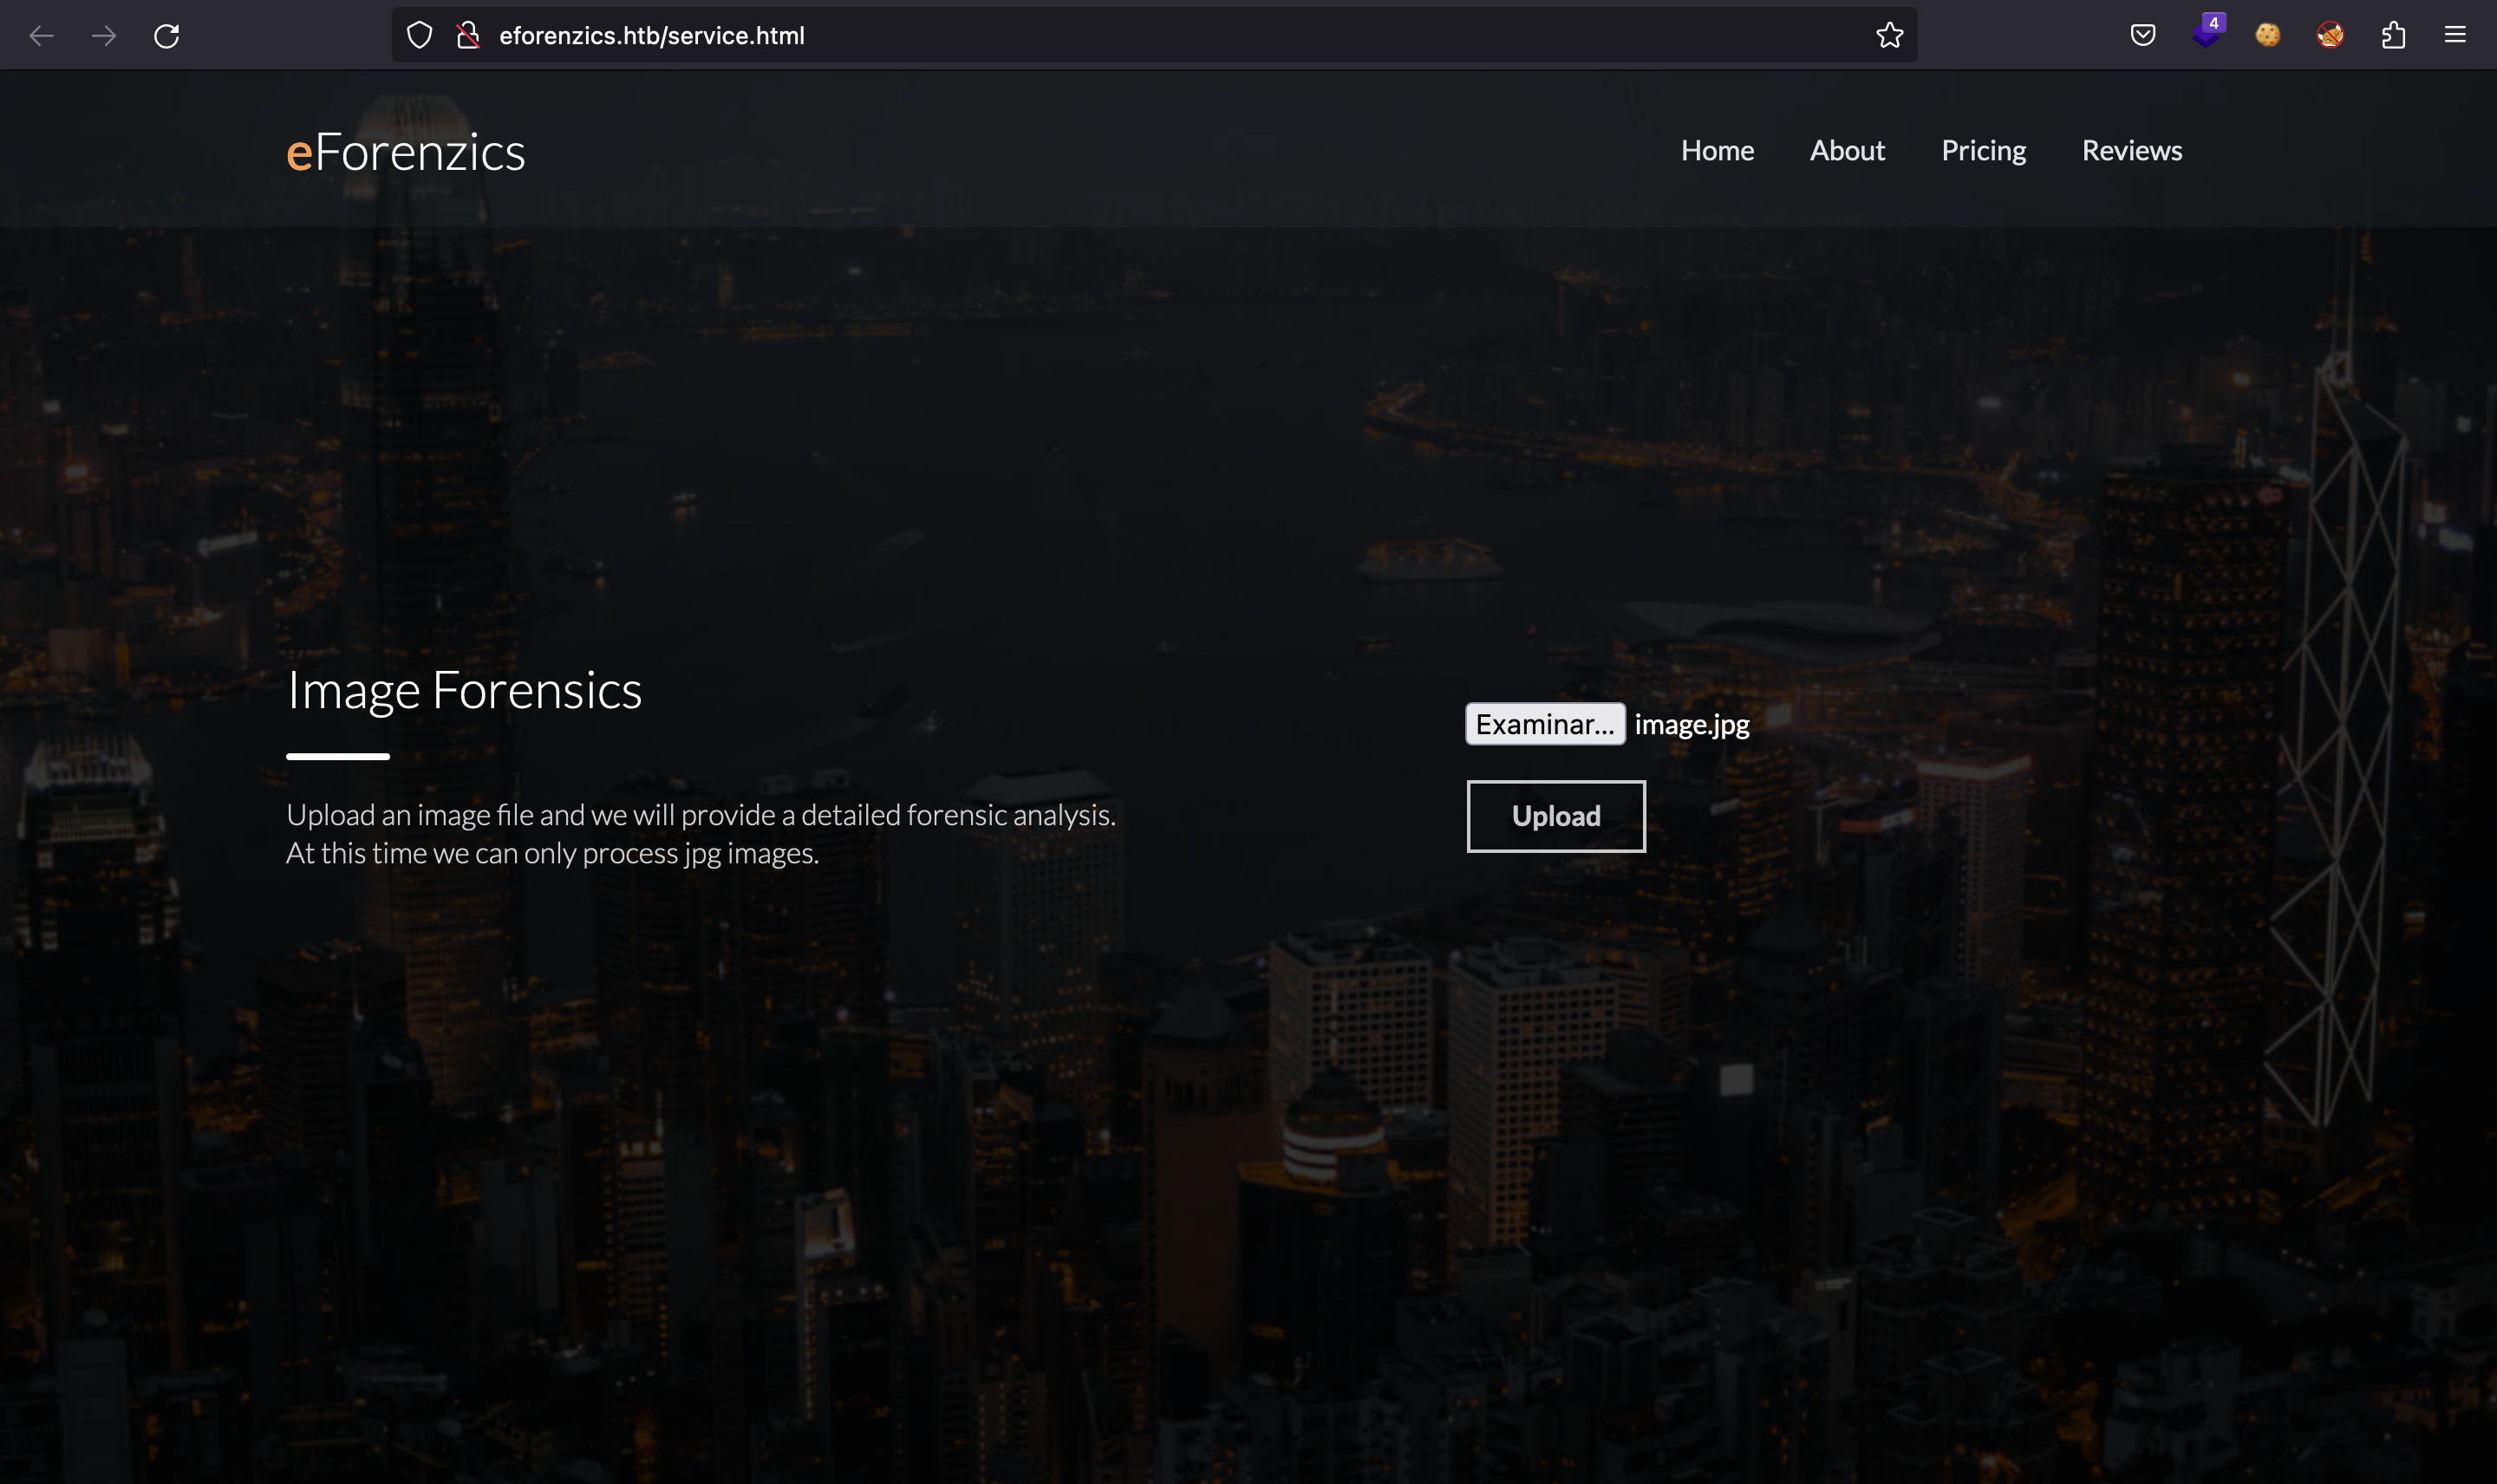 eforenzics.htb/service.html
4
eForenzics
Home About Pricing Reviews
Image Forensics
Examinar... image.jpg
Upload an image file and we will provide a detailed forensic analysis.
At this time we can only process jpg images.
Upload